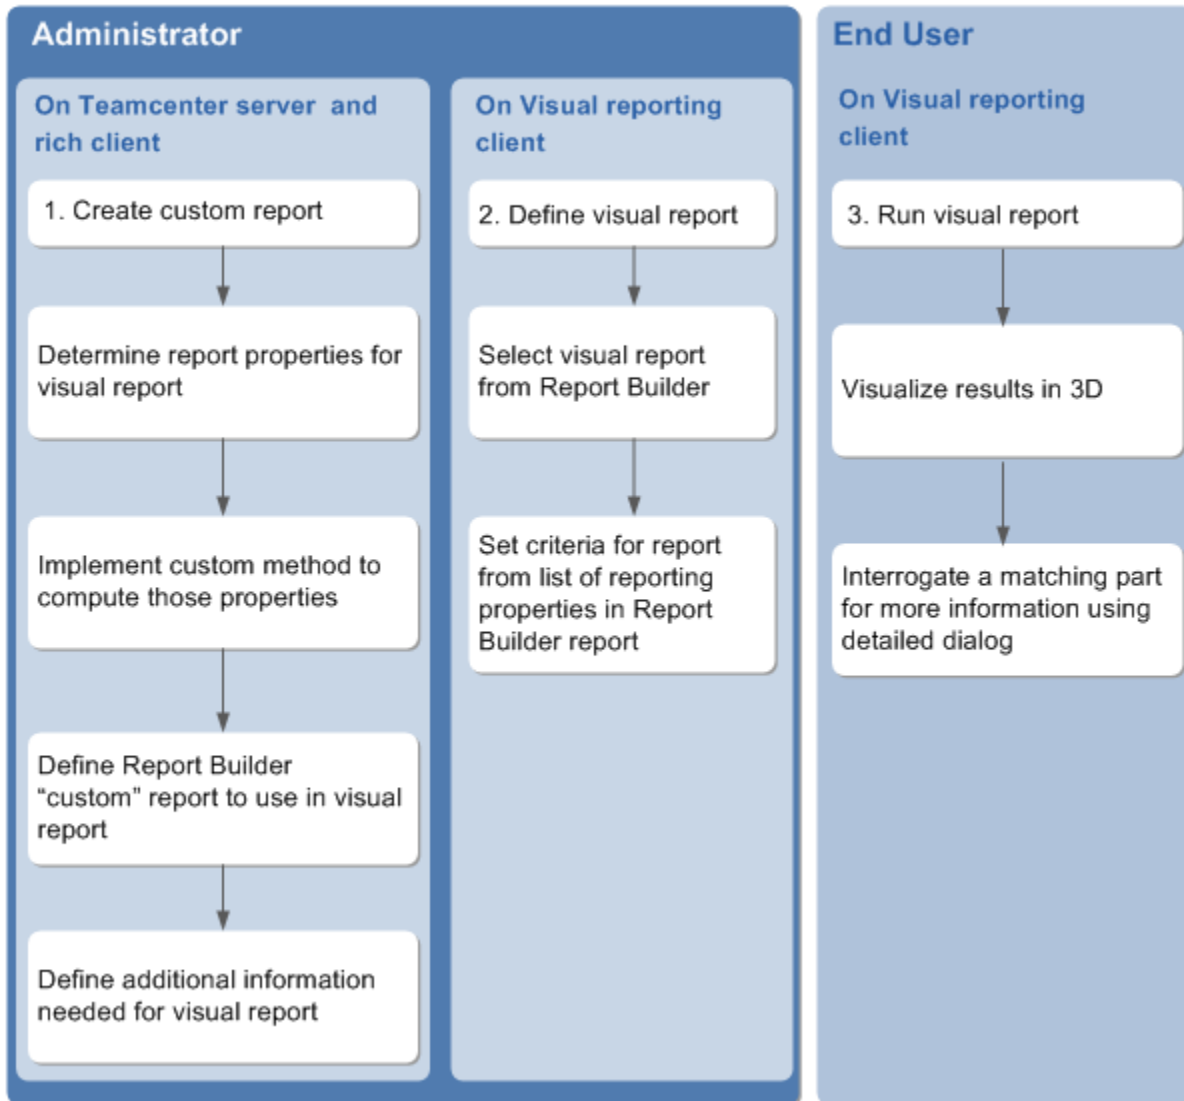 Administrator
On Teamcenter server and
rich client
1. Create custom report
Determine report properties for
visual report
Implement custom method to
compute those properties
Define Report Builder
“custom” report to use in visual
report
Define additional information
needed for visual report
On Visual reporting
client
2. Define visual report
Select visual report
from Report Builder
Set criteria for report
from list of reporting
properties in Report
Builder report
End User
On Visual reporting
client
3. Run visual report
Visualize results in 3D
Interrogate a matching part
for more information using
detailed dialog